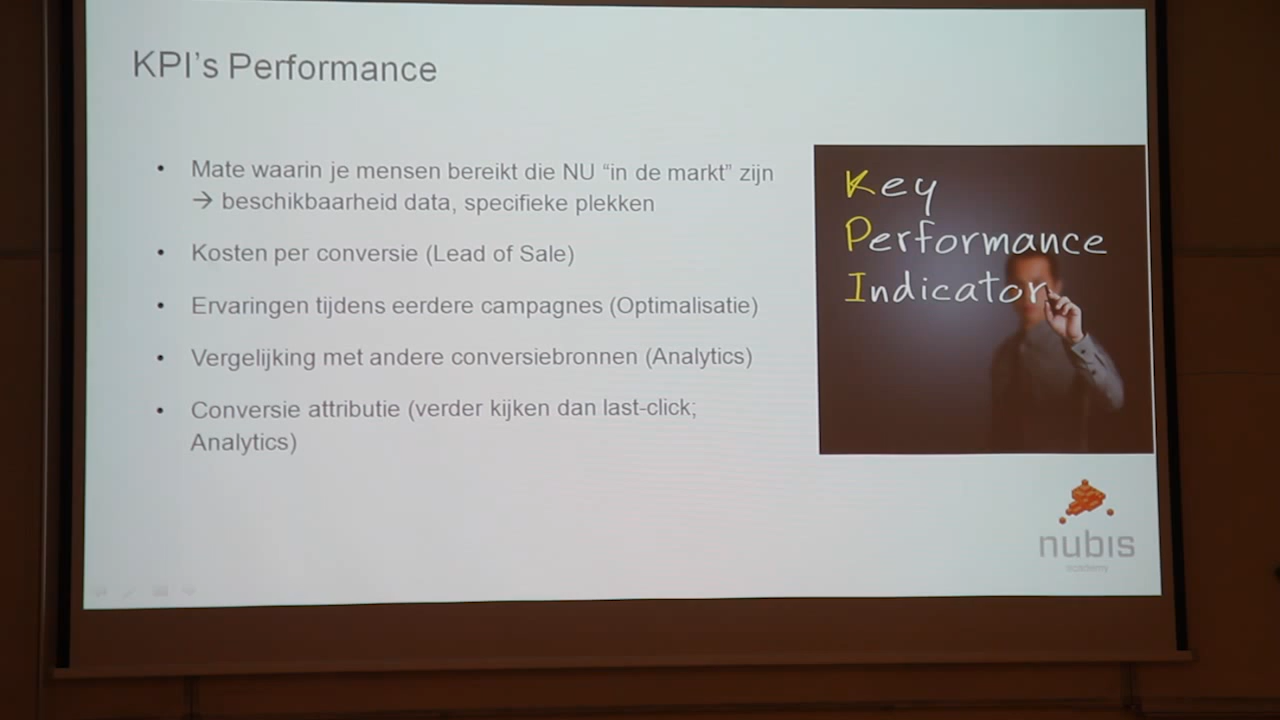 KPI's Performance
• Mate waarin je mensen bereikt die NU “in de markt” zijn
→ beschikbaarheid data, specifieke plekken
• Kosten per conversie (Lead of Sale)
• Ervaringen tijdens eerdere campagnes (Optimalisatie)
• Vergelijking met andere conversiebronnen (Analytics)
• Conversie attributie (verder kijken dan last-click;
Analytics)
Key
Performance
Indicator
nubis
academy